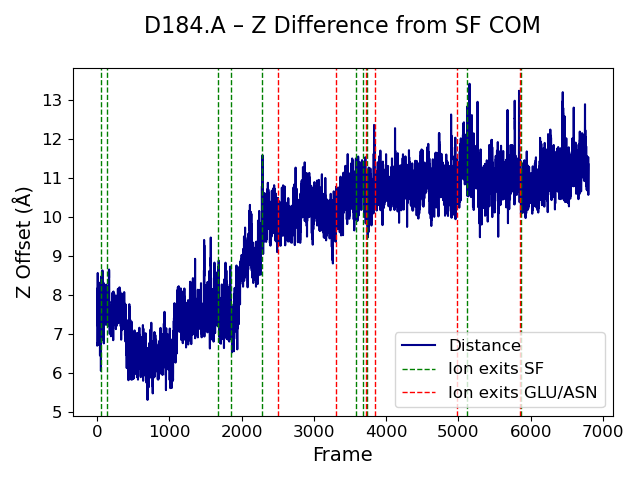 D184.A – Z Difference from SF COM
Z Offset (Å)
13
12
11
10
9
8
7
6
5
Distance
Ion exits SF
Ion exits GLU/ASN
0 1000 2000 3000 4000 5000 6000 7000
Frame